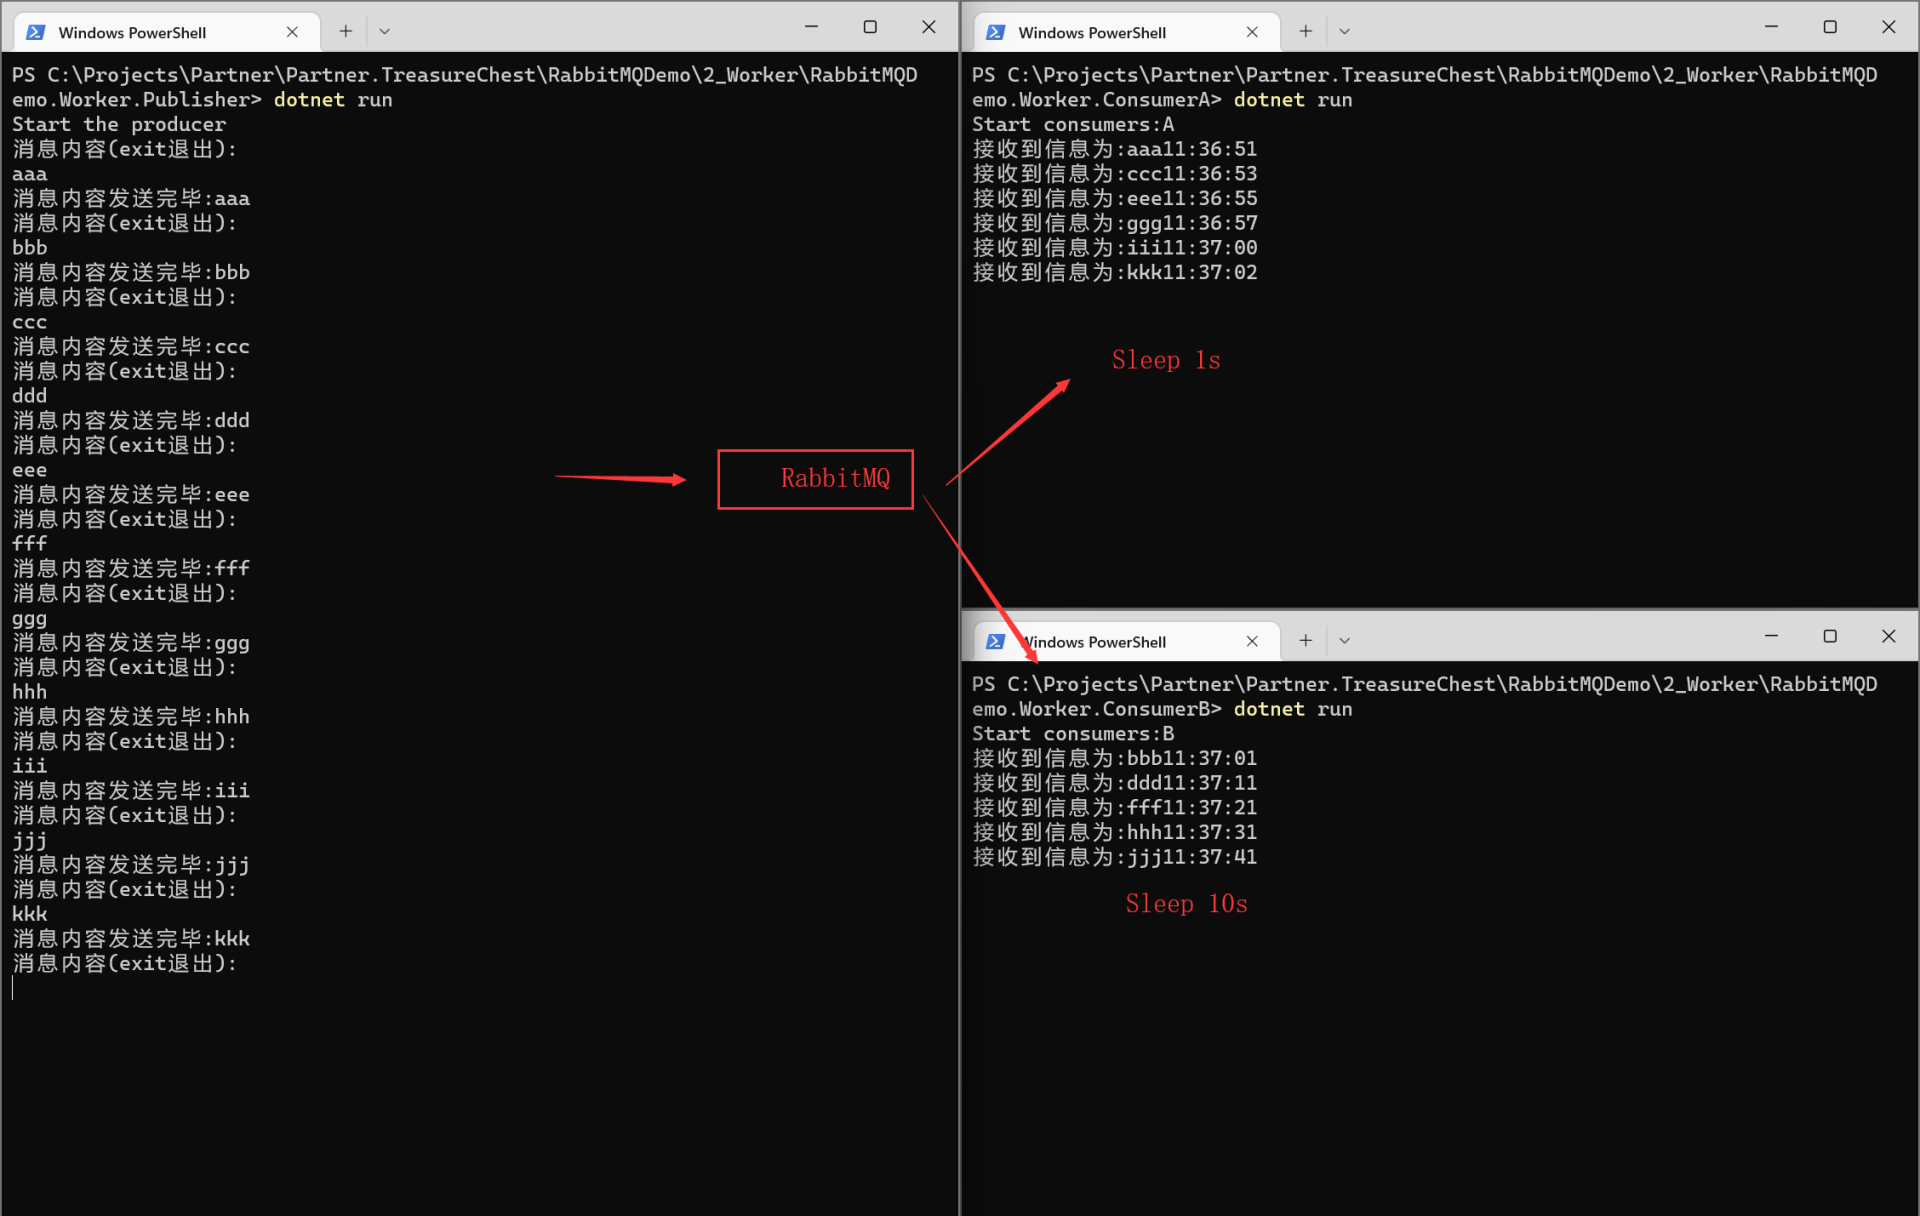 Windows PowerShell
PS C:\Projects\Partner\Partner.TreasureChest\RabbitMQDemo\2_Worker\RabbitMQD
emo.Worker.Publisher> dotnet run
Start the producer
消息内容(exit退出):
aaa
消息内容发送完毕:aaa
消息内容(exit退出):
bbb
消息内容发送完毕:bbb
消息内容(exit退出):
ccc
消息内容发送完毕:ccc
消息内容(exit退出):
ddd
消息内容发送完毕:ddd
消息内容(exit退出):
eee
消息内容发送完毕:eee
消息内容(exit退出):
fff
消息内容发送完毕:fff
消息内容(exit退出):
ggg
消息内容发送完毕:ggg
消息内容(exit退出):
hhh
消息内容发送完毕:hhh
消息内容(exit退出):
iii
消息内容发送完毕:iii
消息内容(exit退出):
jjj
消息内容发送完毕:jjj
消息内容(exit退出):
kkk
消息内容发送完毕:kkk
消息内容(exit退出):
RabbitMQ
Windows PowerShell
PS C:\Projects\Partner\Partner.TreasureChest\RabbitMQDemo\2_Worker\RabbitMQD
emo.Worker.ConsumerA> dotnet run
Start consumers:A
接收到信息为:aaa11:36:51
接收到信息为:ccc11:36:53
接收到信息为:eee11:36:55
接收到信息为:ggg11:36:57
接收到信息为:iii11:37:00
接收到信息为:kkk11:37:02
Sleep 1s
Windows PowerShell
PS C:\Projects\Partner\Partner.TreasureChest\RabbitMQDemo\2_Worker\RabbitMQD
emo.Worker.ConsumerB> dotnet run
Start consumers:B
接收到信息为:bbb11:37:01
接收到信息为:ddd11:37:11
接收到信息为:fff11:37:21
接收到信息为:hhh11:37:31
接收到信息为:jjj11:37:41
Sleep 10s